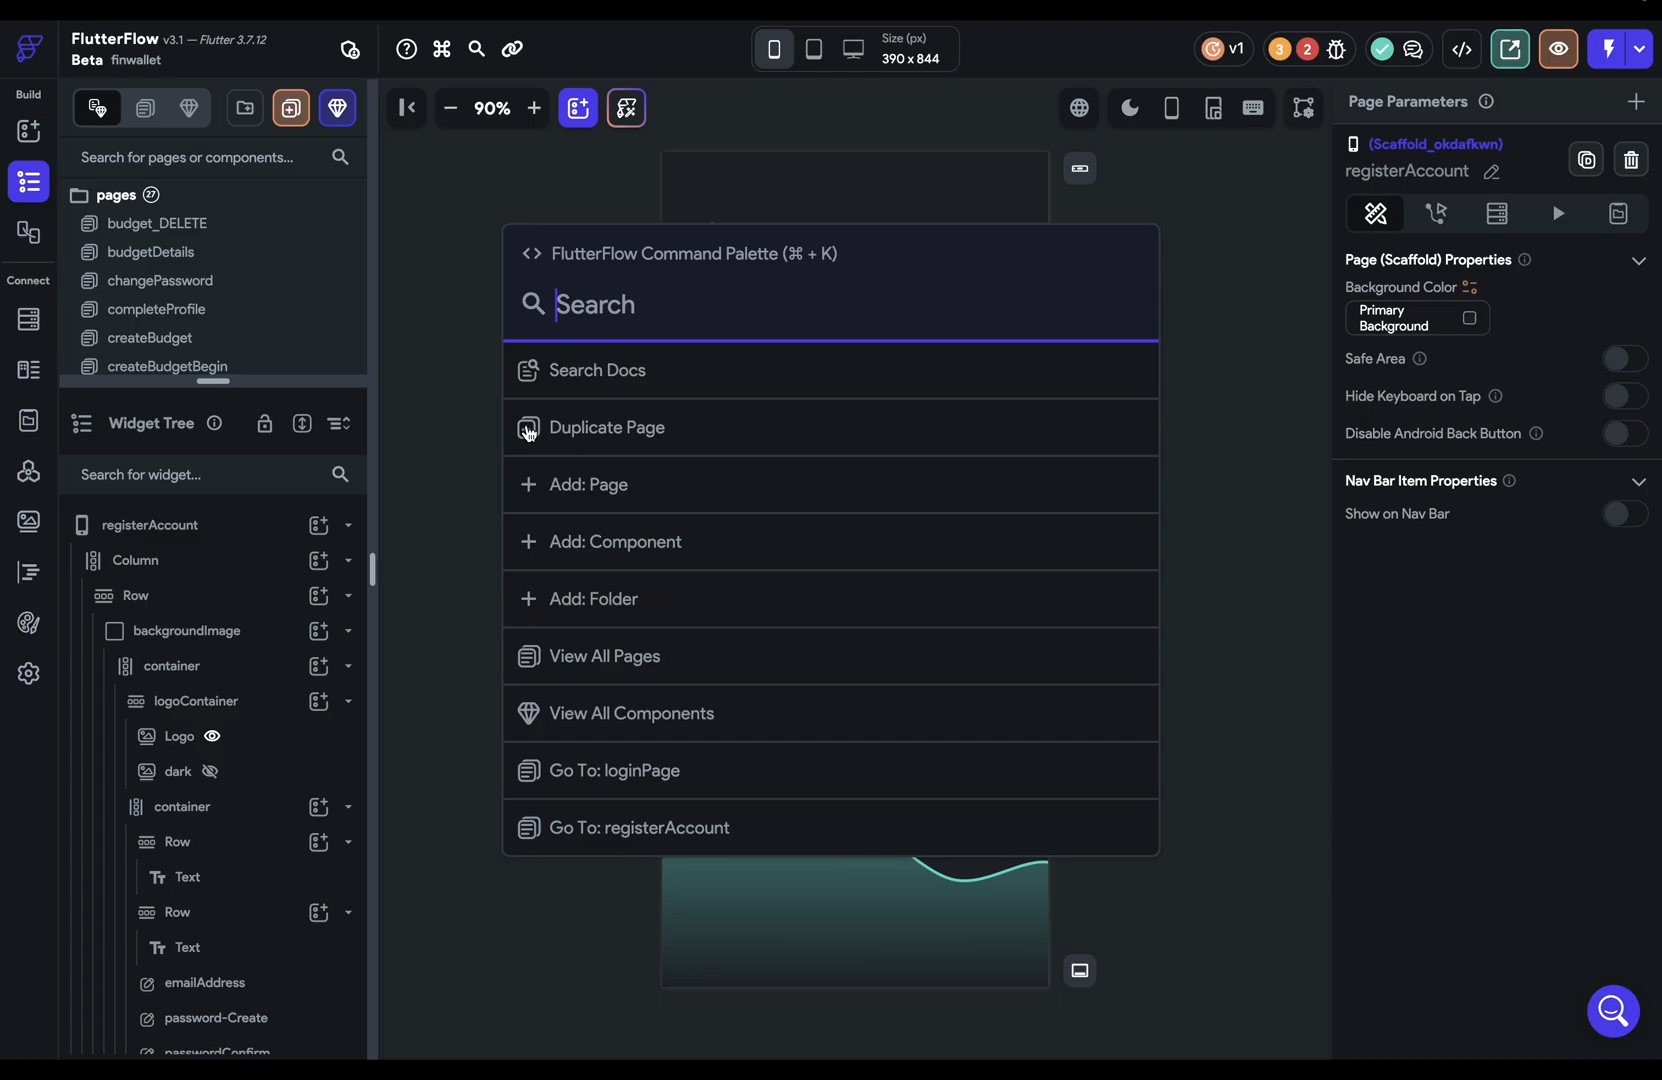 FlutterFlow v3.1 — Flutter 3.7.12
Beta finwallet
Size (px)
390 x 844
v1
3
2
Build
Connect
Search for pages or components...
pages 27
budget_DELETE
budgetDetails
changePassword
completeProfile
createBudget
createBudgetBegin
Widget Tree
Search for widget...
registerAccount
Column
Row
backgroundImage
container
logoContainer
Logo
dark
container
Row
Text
Row
Text
emailAddress
password-Create
passwordConfirm
90%
FlutterFlow Command Palette (⌘ + K)
Search
Search Docs
Duplicate Page
Add: Page
Add: Component
Add: Folder
View All Pages
View All Components
Go To: loginPage
Go To: registerAccount
Page Parameters
(Scaffold_okdafkwn)
registerAccount
Page (Scaffold) Properties
Background Color
Primary
Background
Safe Area
Hide Keyboard on Tap
Disable Android Back Button
Nav Bar Item Properties
Show on Nav Bar